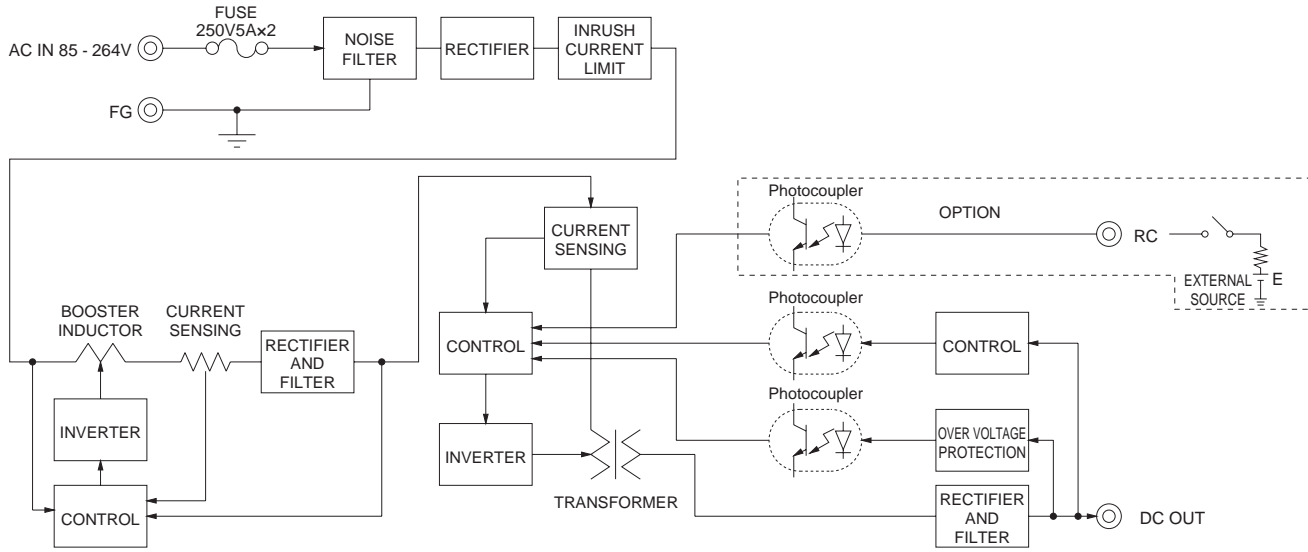 FUSE
250V5A×2
AC IN 85 - 264V
NOISE
FILTER
RECTIFIER
INRUSH
CURRENT
LIMIT
FG
Photocoupler
OPTION
RC
E
EXTERNAL
SOURCE
CURRENT
SENSING
BOOSTER
INDUCTOR
CURRENT
SENSING
RECTIFIER
AND
FILTER
CONTROL
Photocoupler
CONTROL
Photocoupler
INVERTER
INVERTER
OVER VOLTAGE
PROTECTION
TRANSFORMER
CONTROL
RECTIFIER
AND
FILTER
DC OUT